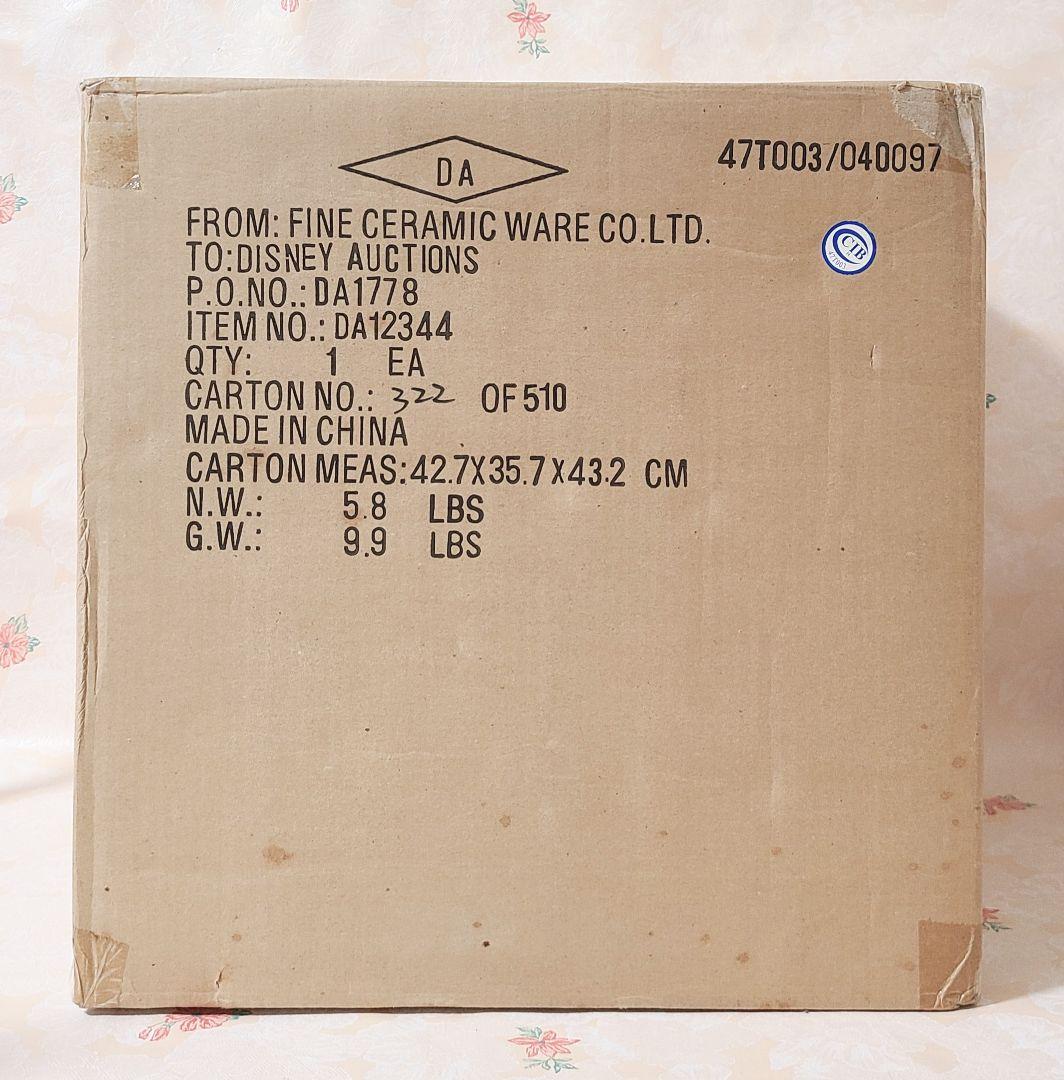 DA
47T003/040097
FROM: FINE CERAMIC WARE CO.LTD.
TO:DISNEY AUCTIONS
CIB
47T001
P.O.NO.: DA1778
ITEM NO.: DA12344
QTY: 1 EA
CARTON NO.: 322 OF 510
MADE IN CHINA
CARTON MEAS:42.7X35.7X43.2 CM
N.W.: 5.8 LBS
G.W.: 9.9 LBS